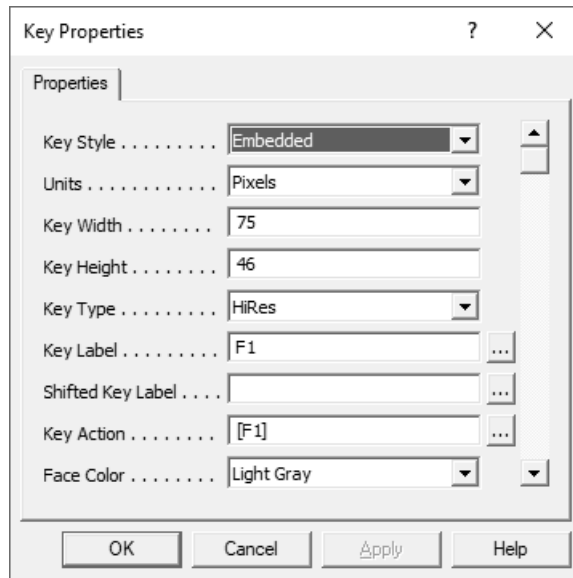 Key Properties ? ×
Properties
Key Style . . . . . . . . . Embedded
Units . . . . . . . . . . . . Pixels
Key Width . . . . . . . . 75
Key Height . . . . . . . . 46
Key Type . . . . . . . . . HiRes
Key Label . . . . . . . . . F1 ...
Shifted Key Label . . . . ...
Key Action . . . . . . . . [F1] ...
Face Color . . . . . . . . Light Gray
OK Cancel Apply Help